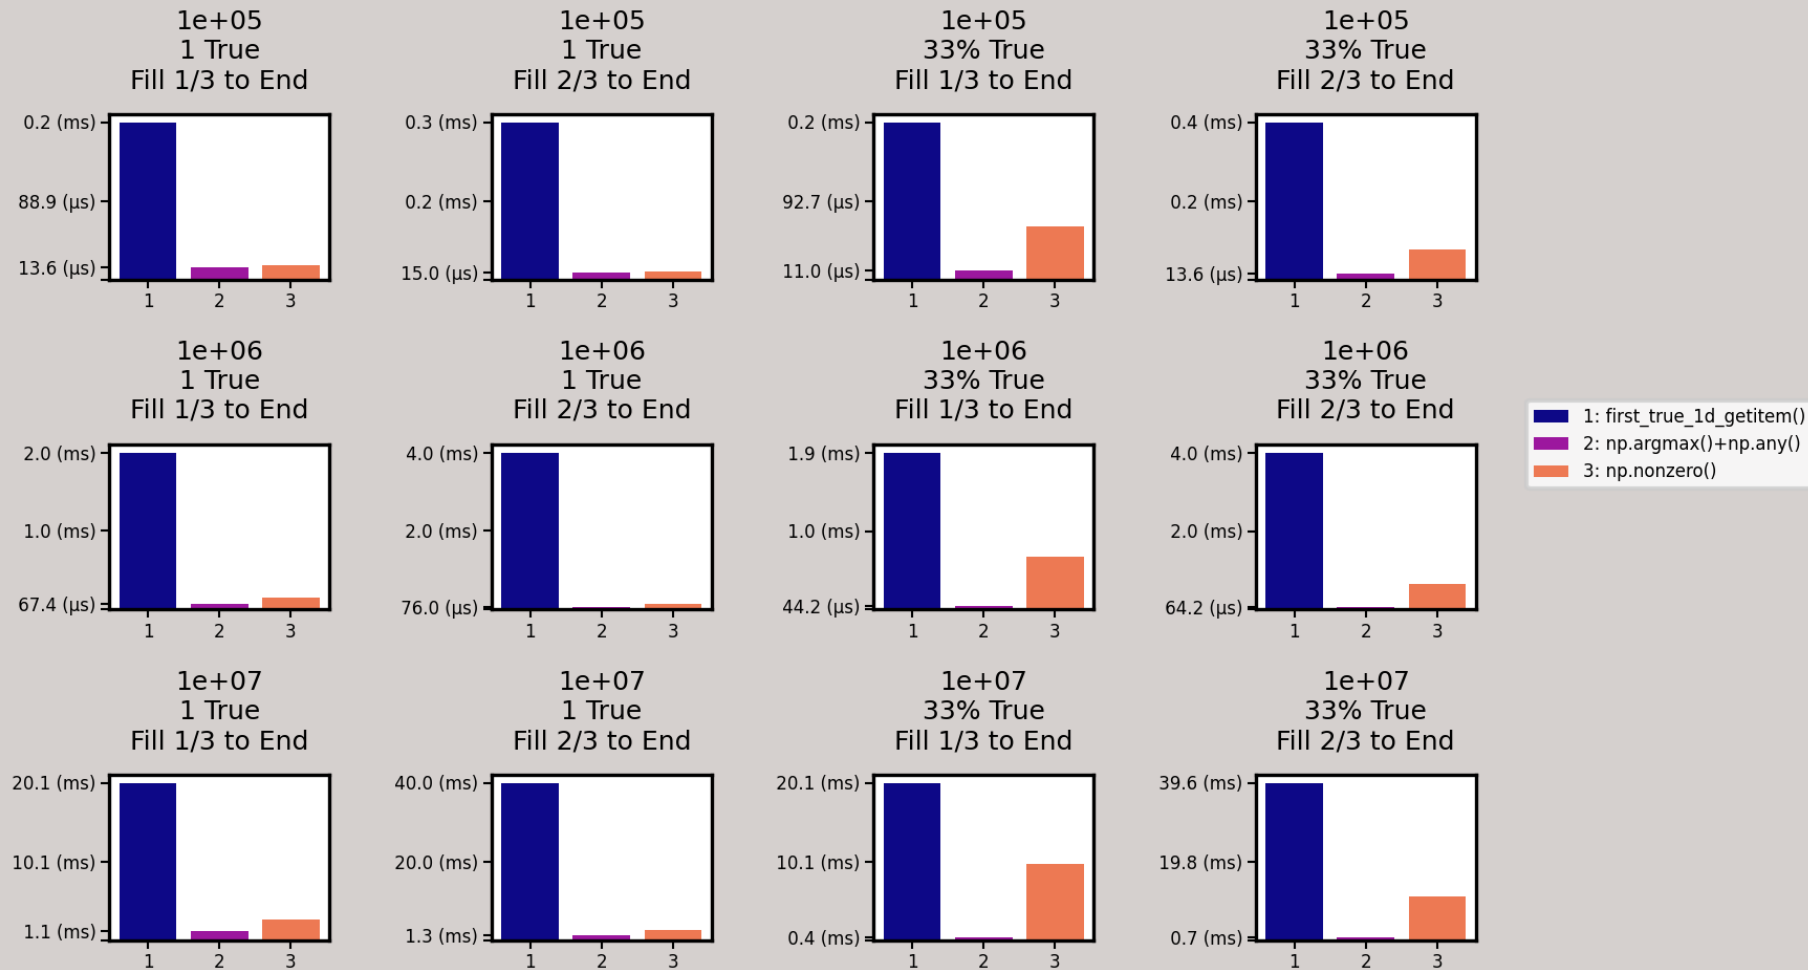 1e+05
1 True
Fill 1/3 to End
0.2 (ms)
88.9 (µs)
13.6 (µs)
1 2 3
1e+05
1 True
Fill 2/3 to End
0.3 (ms)
0.2 (ms)
15.0 (µs)
1 2 3
1e+05
33% True
Fill 1/3 to End
0.2 (ms)
92.7 (µs)
11.0 (µs)
1 2 3
1e+05
33% True
Fill 2/3 to End
0.4 (ms)
0.2 (ms)
13.6 (µs)
1 2 3
1e+06
1 True
Fill 1/3 to End
2.0 (ms)
1.0 (ms)
67.4 (µs)
1 2 3
1e+06
1 True
Fill 2/3 to End
4.0 (ms)
2.0 (ms)
76.0 (µs)
1 2 3
1e+06
33% True
Fill 1/3 to End
1.9 (ms)
1.0 (ms)
44.2 (µs)
1 2 3
1e+06
33% True
Fill 2/3 to End
4.0 (ms)
2.0 (ms)
64.2 (µs)
1 2 3
1: first_true_1d_getitem()
2: np.argmax()+np.any()
3: np.nonzero()
1e+07
1 True
Fill 1/3 to End
20.1 (ms)
10.1 (ms)
1.1 (ms)
1 2 3
1e+07
1 True
Fill 2/3 to End
40.0 (ms)
20.0 (ms)
1.3 (ms)
1 2 3
1e+07
33% True
Fill 1/3 to End
20.1 (ms)
10.1 (ms)
0.4 (ms)
1 2 3
1e+07
33% True
Fill 2/3 to End
39.6 (ms)
19.8 (ms)
0.7 (ms)
1 2 3